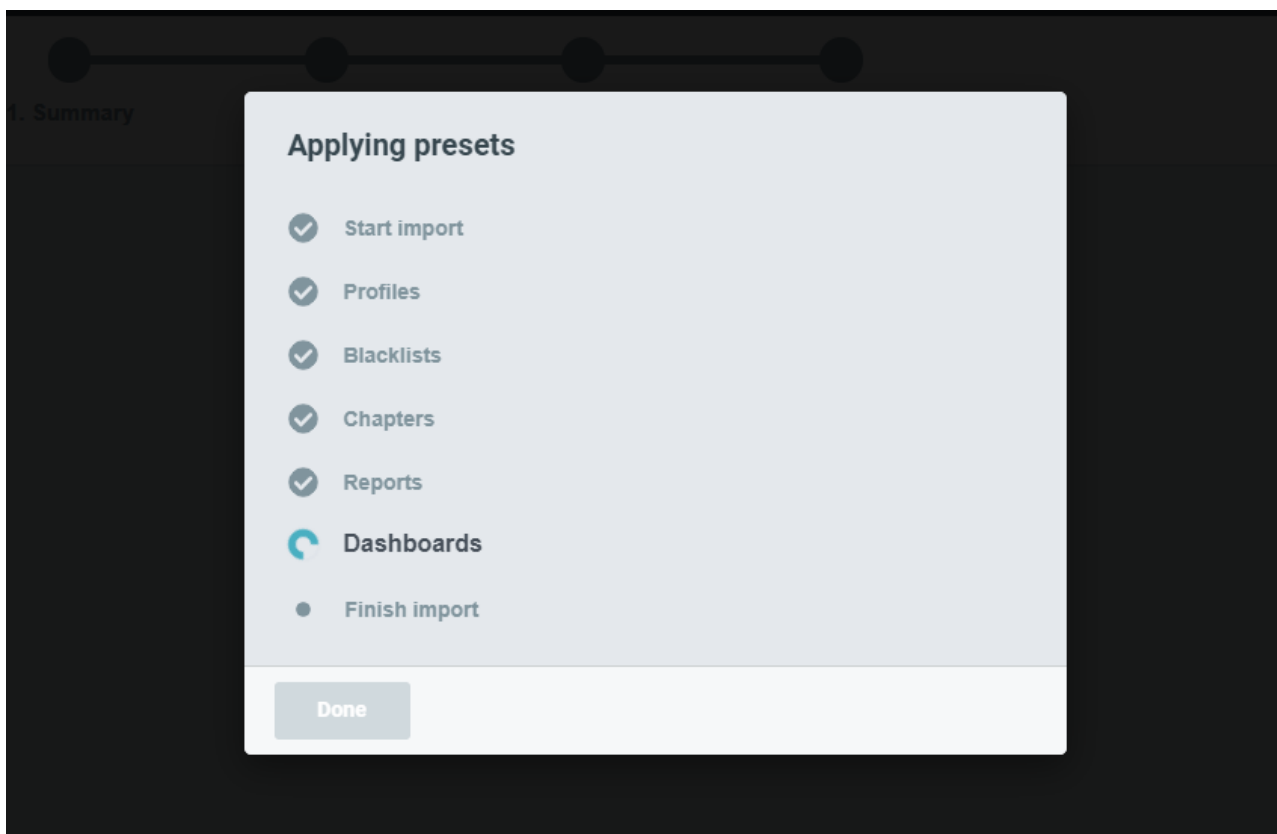 1. Summary
Applying presets
Start import
Profiles
Blacklists
Chapters
Reports
Dashboards
Finish import
Done